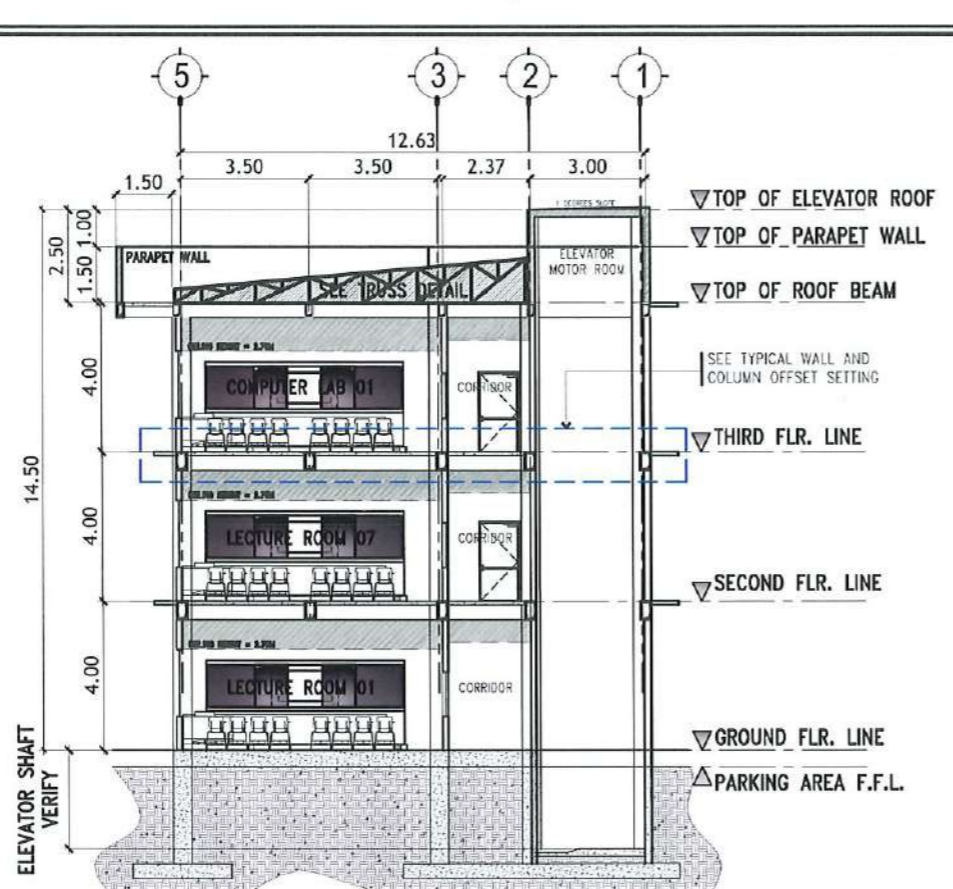 5
3
2
1
12.63
3.50
3.50
2.37
3.00
1.50
TOP OF ELEVATOR ROOF
1.00
2.50
TOP OF PARAPET WALL
PARAPET WALL
ELEVATOR
MOTOR ROOM
1.50
SEE TRUSS DETAIL
TOP OF ROOF BEAM
4.00
SEE TYPICAL WALL AND
COLUMN OFFSET SETTING
COMPUTER LAB 01
CORRIDOR
THIRD FLR. LINE
14.50
4.00
LECTURE ROOM 07
CORRIDOR
SECOND FLR. LINE
4.00
LECTURE ROOM 01
CORRIDOR
GROUND FLR. LINE
PARKING AREA F.F.L.
ELEVATOR SHAFT
VERIFY